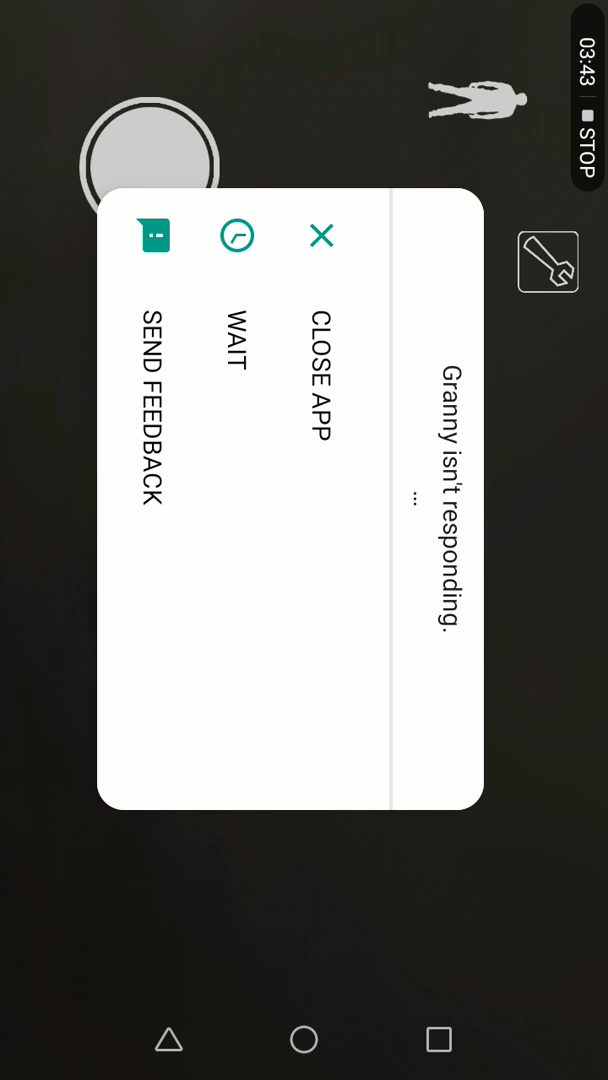 03:43 STOP
Granny isn't responding.
...
CLOSE APP
WAIT
SEND FEEDBACK